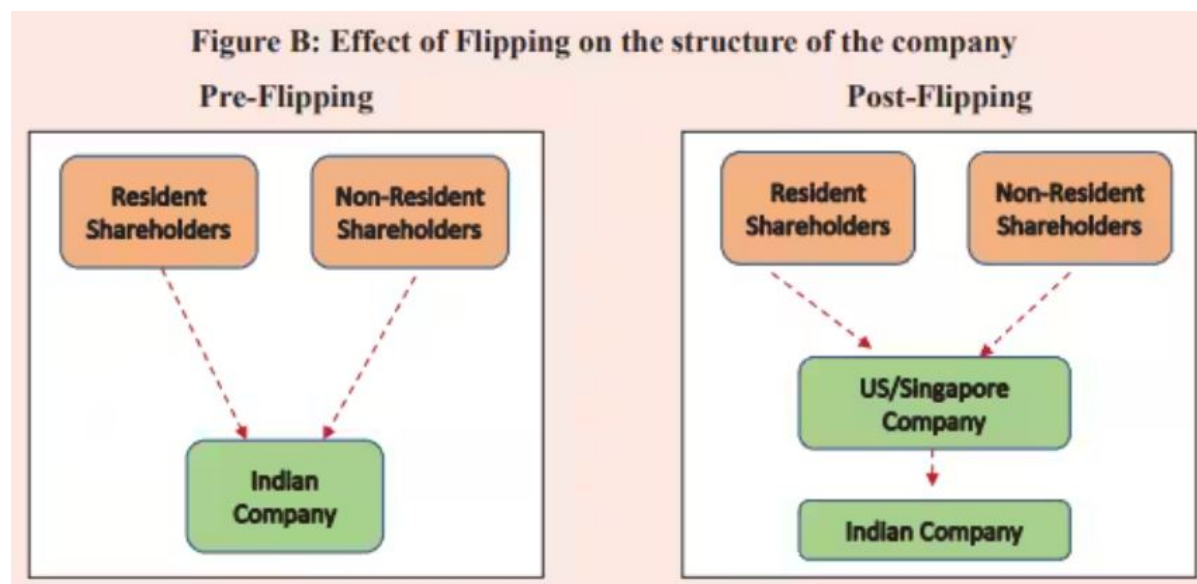 Figure B: Effect of Flipping on the structure of the company
Pre-Flipping
Resident
Shareholders
Non-Resident
Shareholders
Indian
Company
Post-Flipping
Resident
Shareholders
Non-Resident
Shareholders
US/Singapore
Company
Indian Company